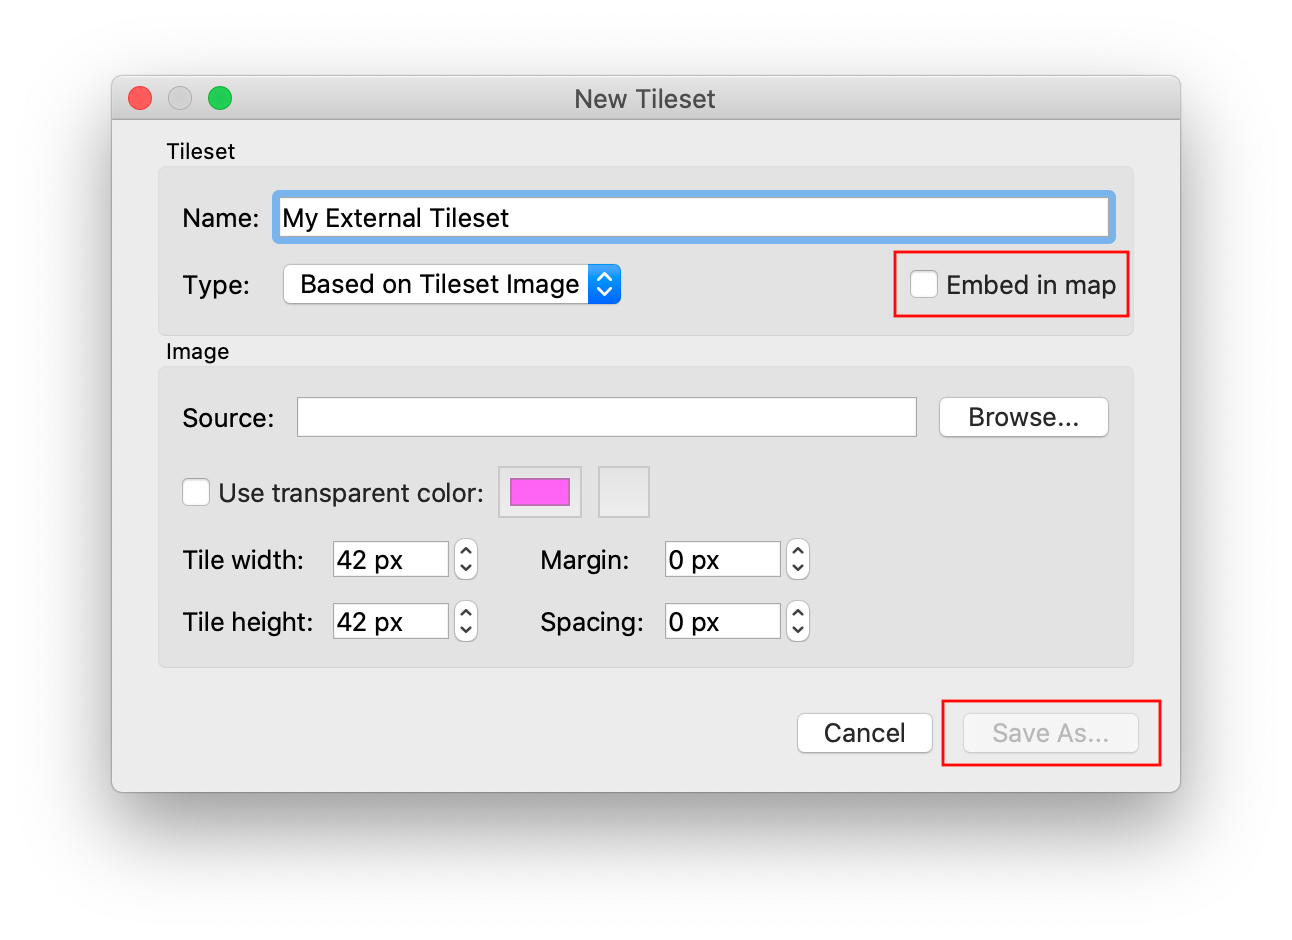 New Tileset
Tileset
Name: My External Tileset
Type: Based on Tileset Image Embed in map
Image
Source: Browse...
Use transparent color:
Tile width: 42 px Margin: 0 px
Tile height: 42 px Spacing: 0 px
Cancel Save As...